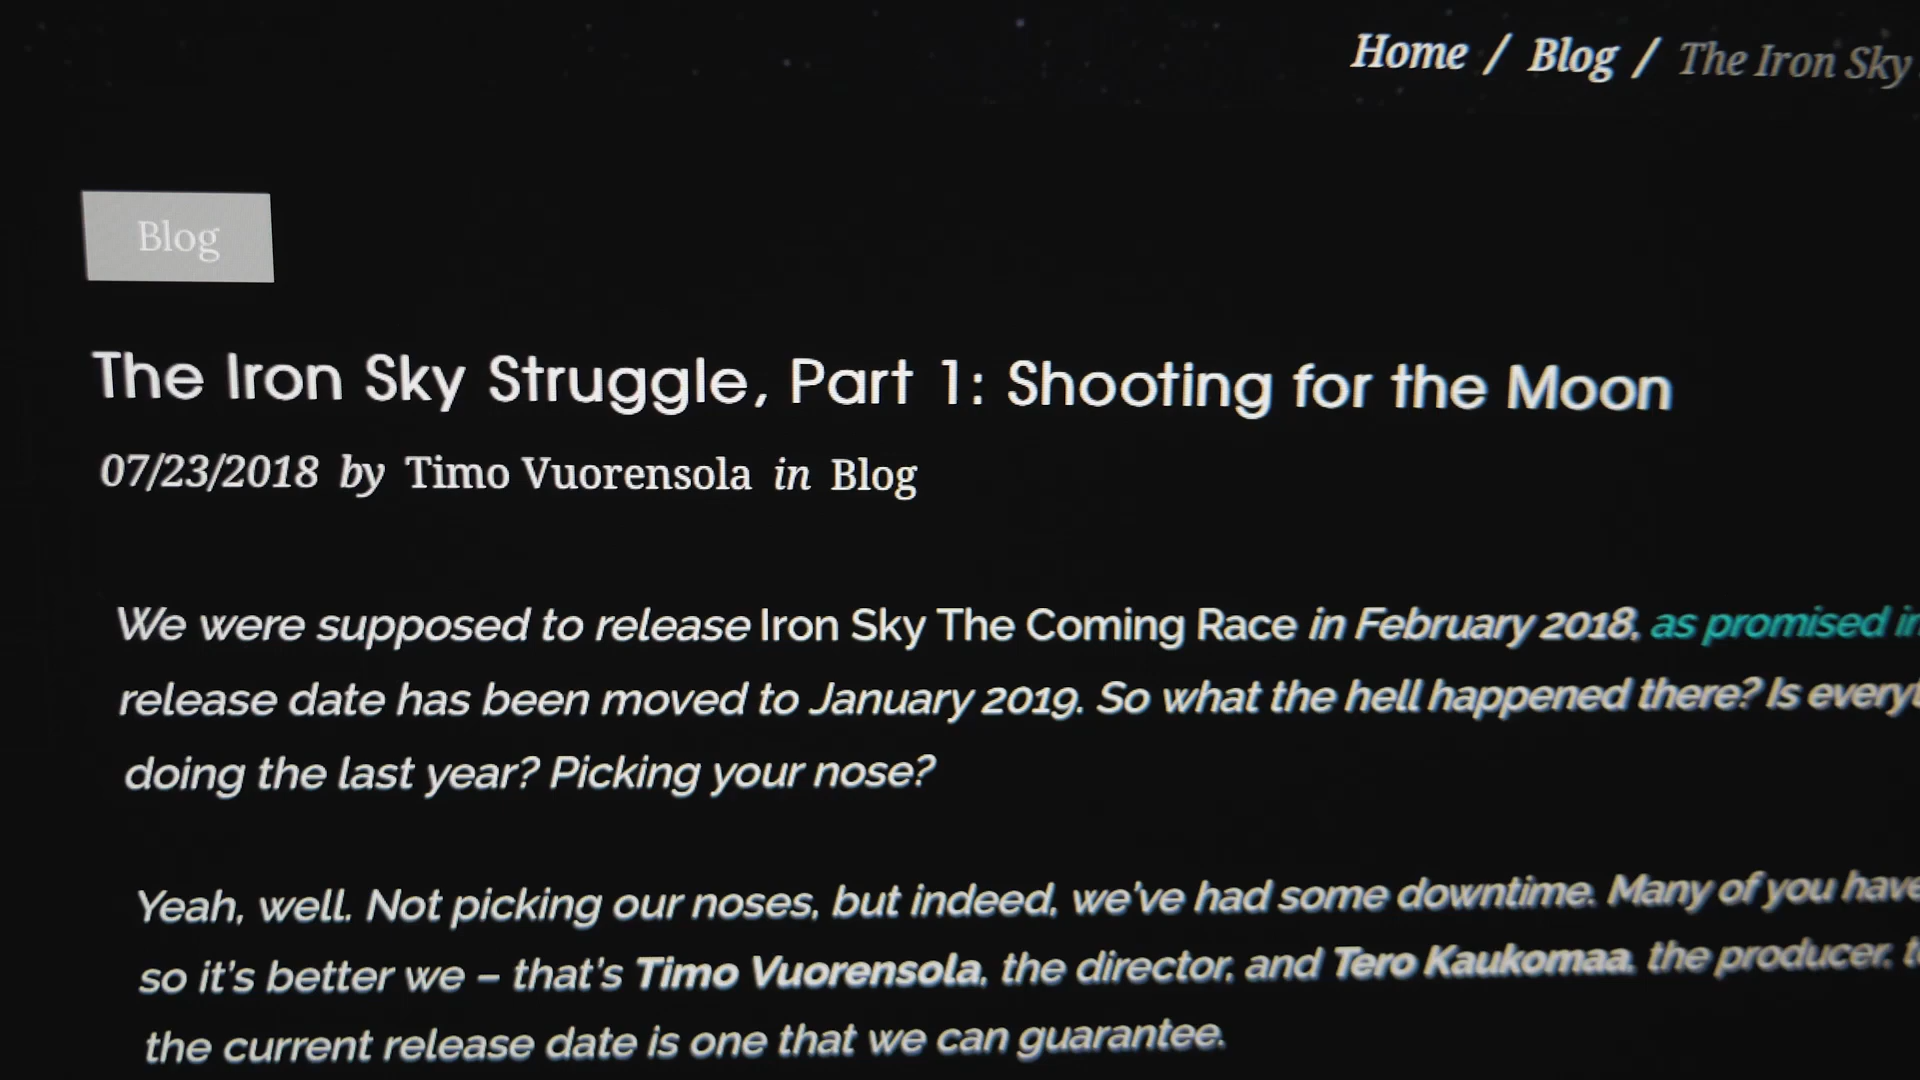 Home / Blog / The Iron Sky
Blog
The Iron Sky Struggle, Part 1: Shooting for the Moon
07/23/2018 by Timo Vuorensola in Blog
We were supposed to release Iron Sky The Coming Race in February 2018, as promised in
release date has been moved to January 2019. So what the hell happened there? Is
doing the last year? Picking your nose?
Yeah, well. Not picking our noses, but indeed, we've had some downtime. Many of you have
so it's better we – that's Timo Vuorensola, the director, and Tero Kaukomaa, the producer,
the current release date is one that we can guarantee.